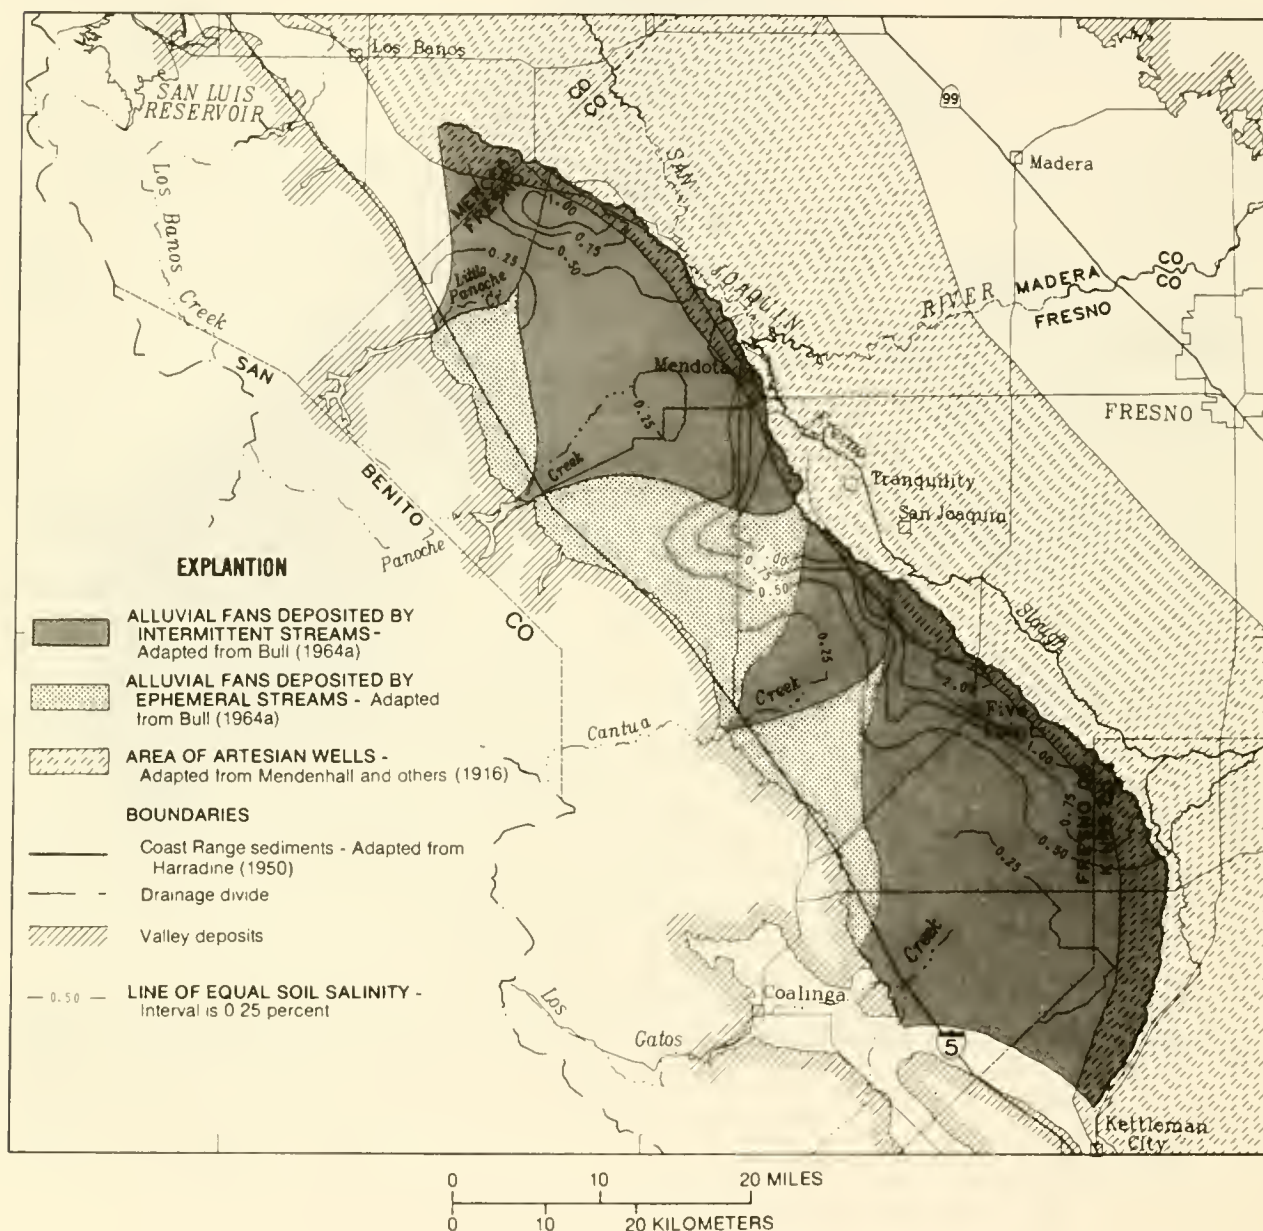 Los Banos
SAN LUIS
RESERVOIR
CO
CO
99
Madera
Los Banos
Creek
MERCED
FRESNO
SAN
JOAQUIN
RIVER
1.00
0.75
0.50
0.25
Little
Panoche
Cr
MADERA
CO
CO
FRESNO
SAN
BENITO
CO
Mendota
0.25
FRESNO
Fresno
Creek
Panoche
Tranquility
San Joaquin
Slough
1.00
0.75
0.50
0.25
Creek
Cantua
2.00
Five
1.00
0.75
0.50
0.25
FRESNO
KINGS
Creek
Los
Gatos
Coalinga
5
Kettleman
City
EXPLANTION
ALLUVIAL FANS DEPOSITED BY
INTERMITTENT STREAMS -
Adapted from Bull (1964a)
ALLUVIAL FANS DEPOSITED BY
EPHEMERAL STREAMS - Adapted
from Bull (1964a)
AREA OF ARTESIAN WELLS -
Adapted from Mendenhall and others (1916)
BOUNDARIES
Coast Range sediments - Adapted from
Harradine (1950)
Drainage divide
Valley deposits
0.50
LINE OF EQUAL SOIL SALINITY -
Interval is 0 25 percent
0 10 20 MILES
0 10 20 KILOMETERS